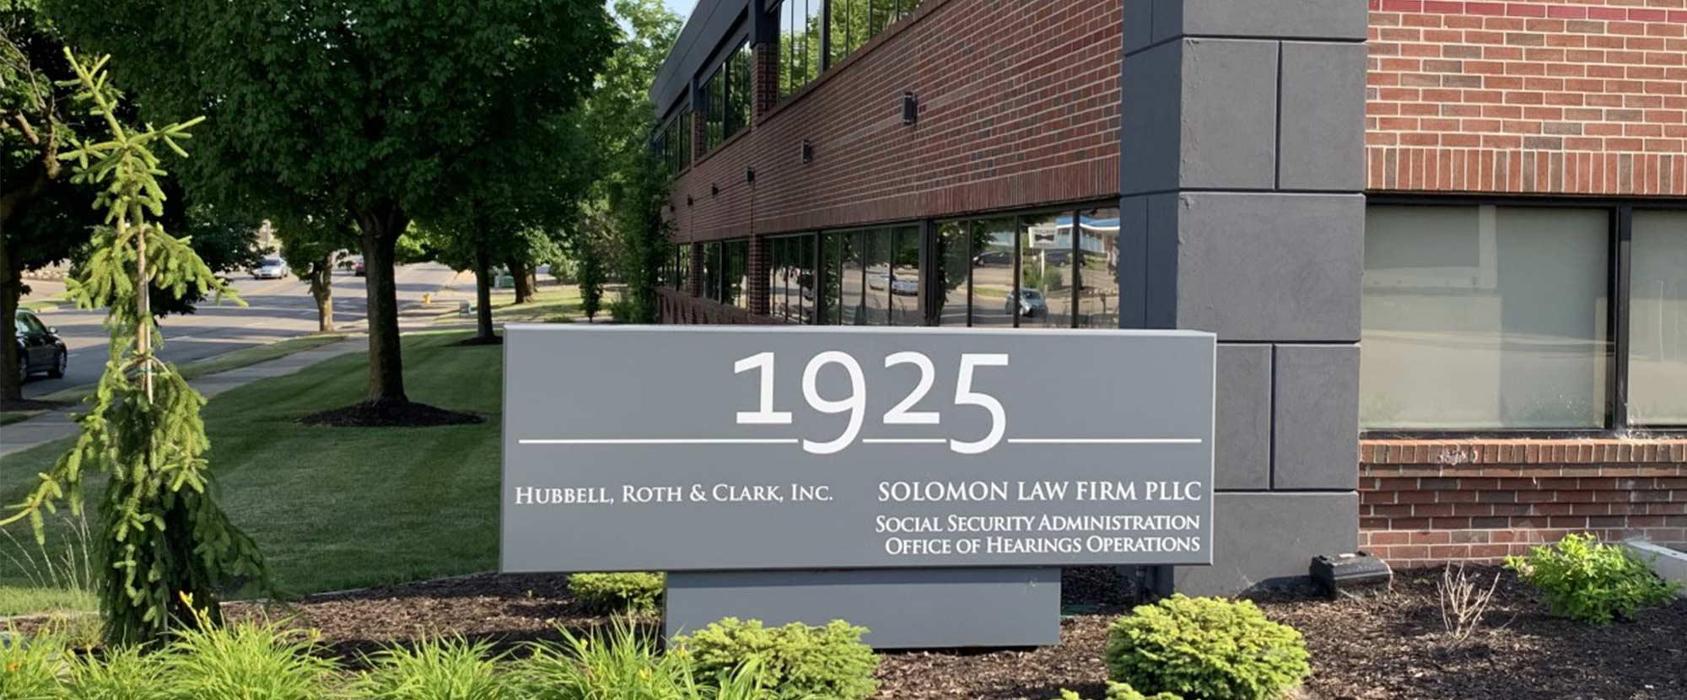 1925
HUBBELL, ROTH & CLARK, INC.
SOLOMON LAW FIRM PLLC
SOCIAL SECURITY ADMINISTRATION
OFFICE OF HEARINGS OPERATIONS